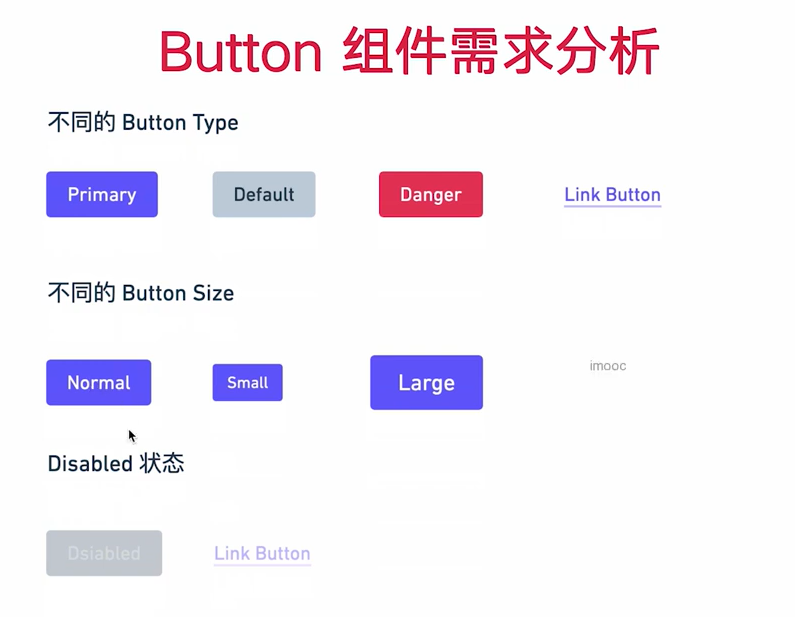 Button 组件需求分析
不同的 Button Type
Primary Default Danger Link Button
不同的 Button Size
Normal Small Large imooc
Disabled 状态
Dsiabled Link Button